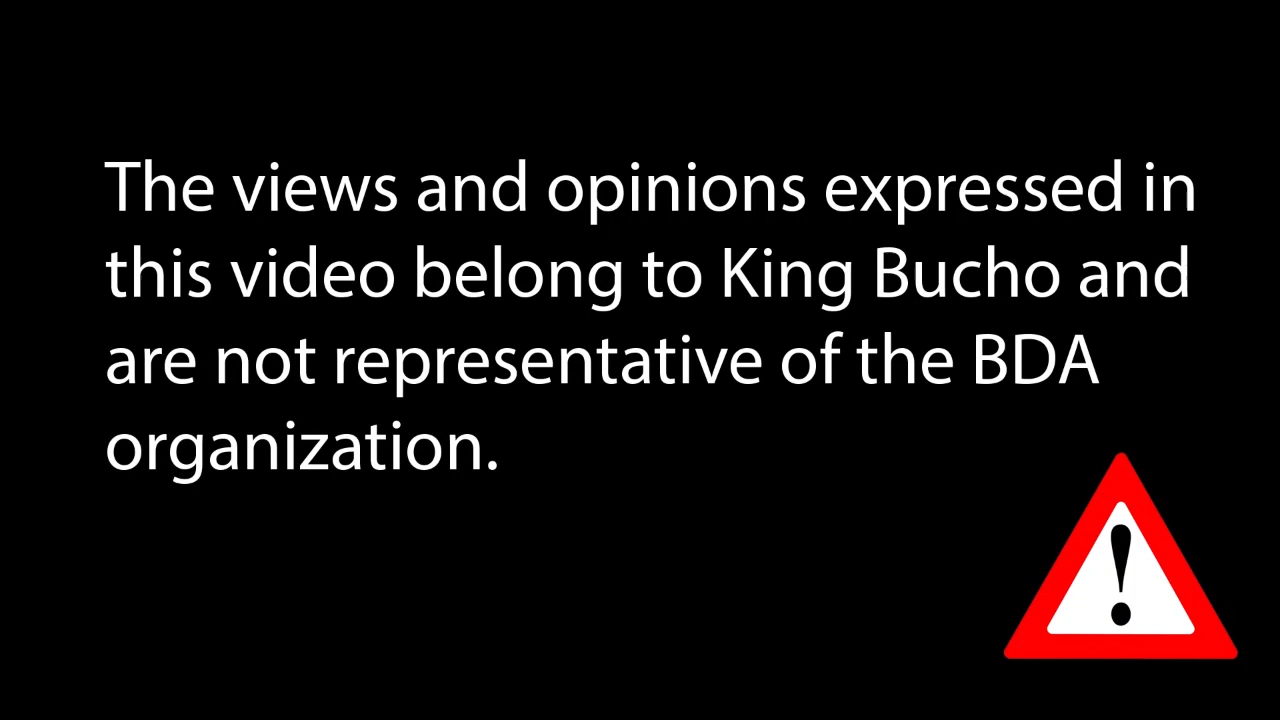 The views and opinions expressed in
this video belong to King Bucho and
are not representative of the BDA
organization.